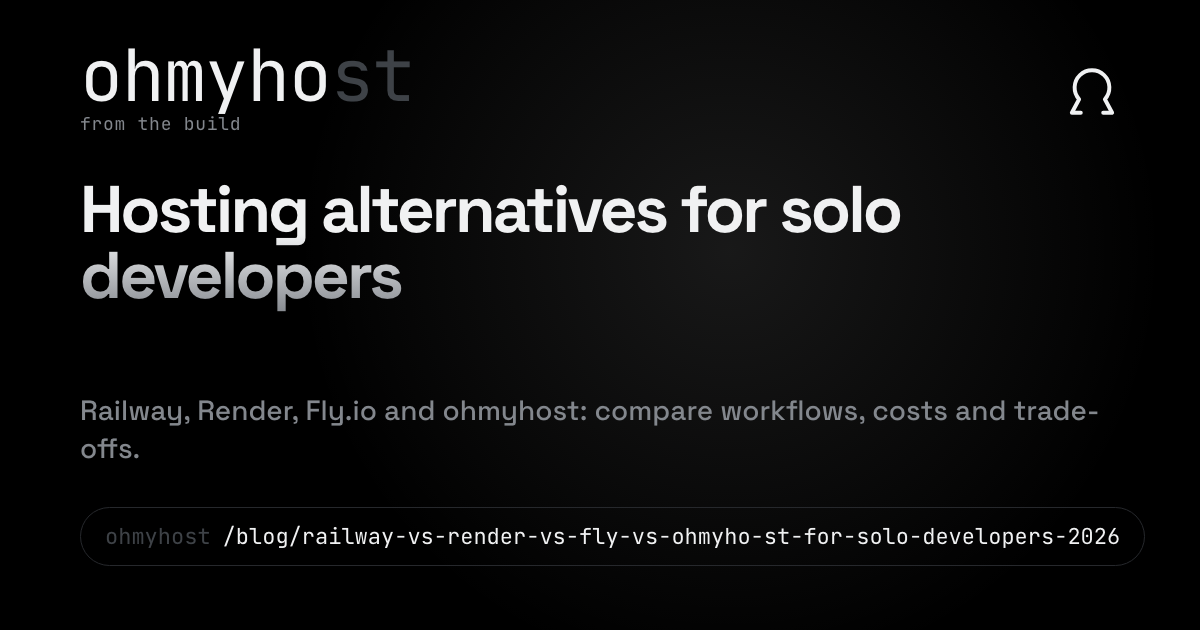 ohmyhost
from the build
Hosting alternatives for solo
developers
Railway, Render, Fly.io and ohmyhost: compare workflows, costs and trade-
offs.
ohmyhost /blog/railway-vs-render-vs-fly-vs-ohmyho-st-for-solo-developers-2026